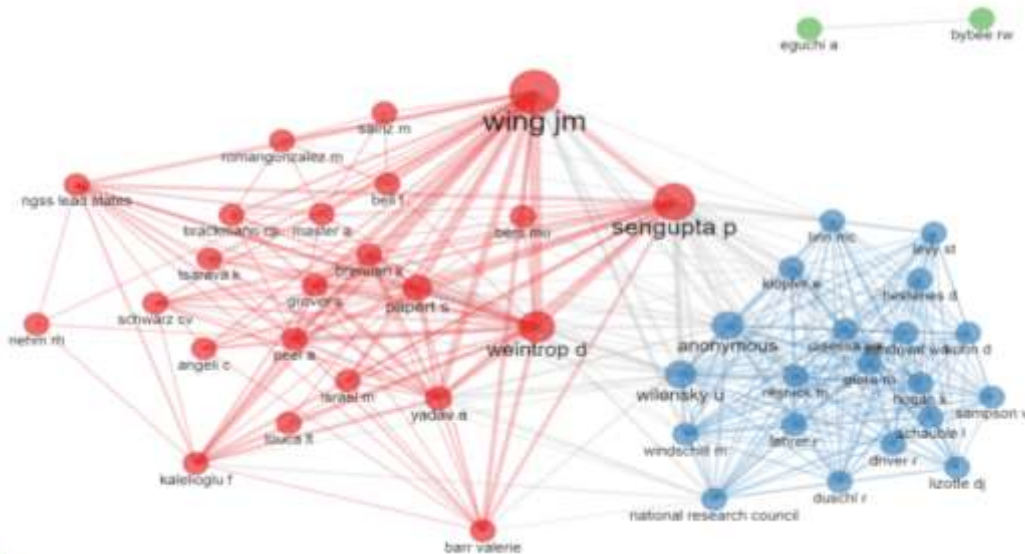 bybee rw
eguchi a
wing jm
sainz m
romangonzalez m
ngss lead states
bell f
brackmann cp
master a
bers mu
sengupta p
linn mc
levy st
brennan k
tsarava k
klopfer e
hestenes d
grover s
papert s
schwarz cv
nehm rh
angeli c
peel a
weintrop d
anonymous
israel m
yadav a
wilensky u
resnick m
hogan k
sampson v
windschitl m
lehrer r
schauble l
driver r
kalelioglu f
lizotte dj
duschl r
national research council
barr valerie